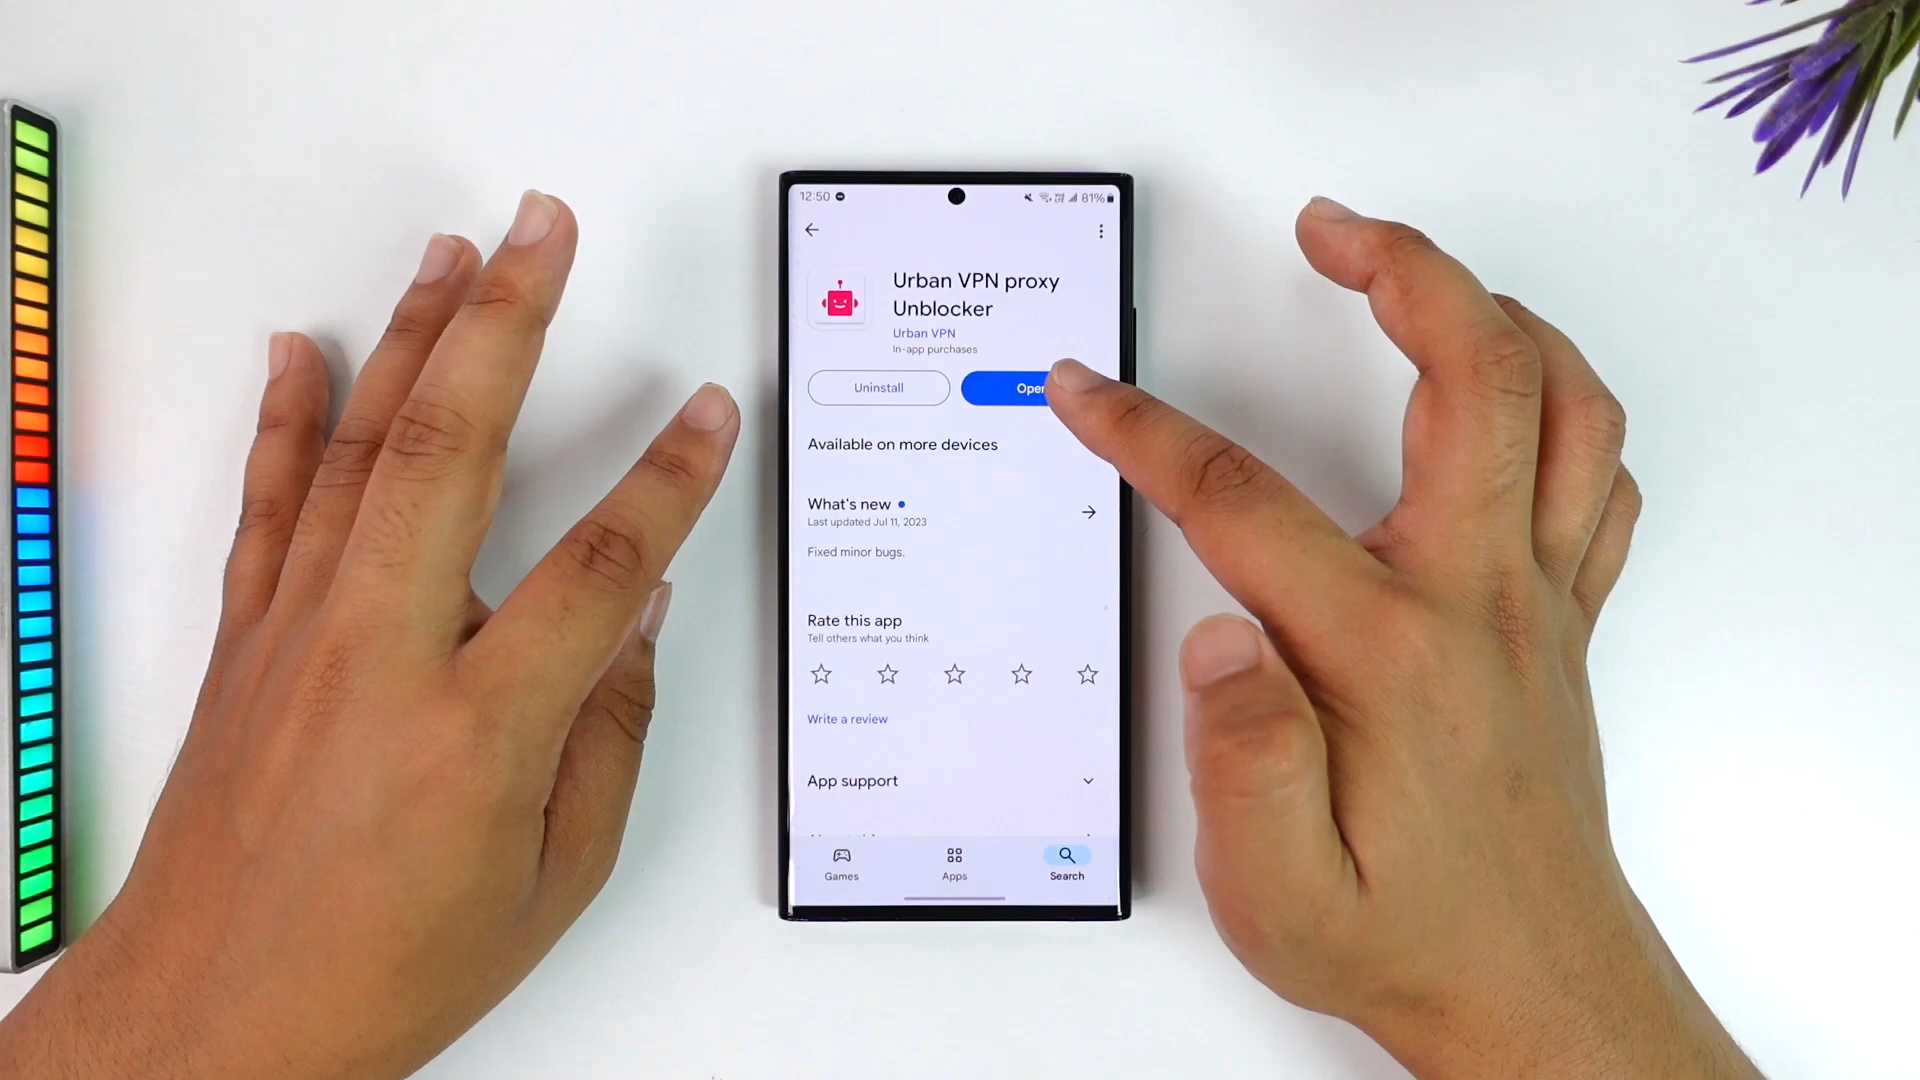 12:50
81%
Urban VPN proxy
Unblocker
Urban VPN
In-app purchases
Uninstall
Open
Available on more devices
What's new
Last updated Jul 11, 2023
Fixed minor bugs.
Rate this app
Tell others what you think
Write a review
App support
Games
Apps
Search